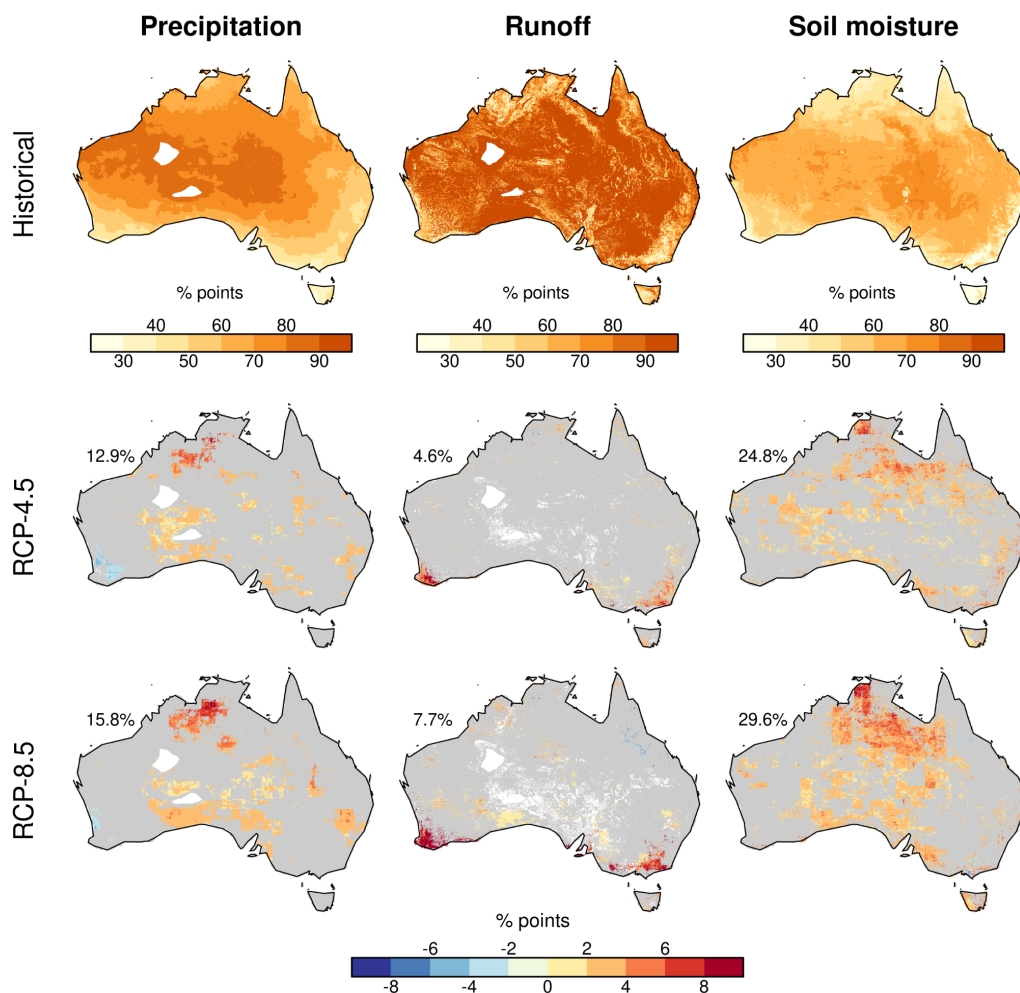 Precipitation Runoff Soil moisture
Historical
% points % points % points
40 60 80 40 60 80 40 60 80
30 50 70 90 30 50 70 90 30 50 70 90
RCP-4.5
12.9% 4.6% 24.8%
RCP-8.5
15.8% 7.7% 29.6%
% points
-6 -2 2 6
-8 -4 0 4 8